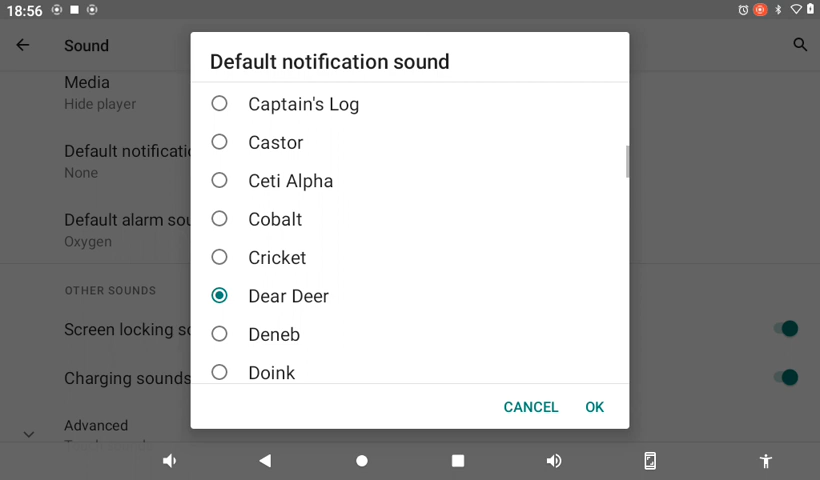 18:56
Sound
Media
Hide player
Default notificati
None
Default alarm sou
Oxygen
OTHER SOUNDS
Screen locking so
Charging sounds
Advanced
Default notification sound
Captain's Log
Castor
Ceti Alpha
Cobalt
Cricket
Dear Deer
Deneb
Doink
CANCEL OK